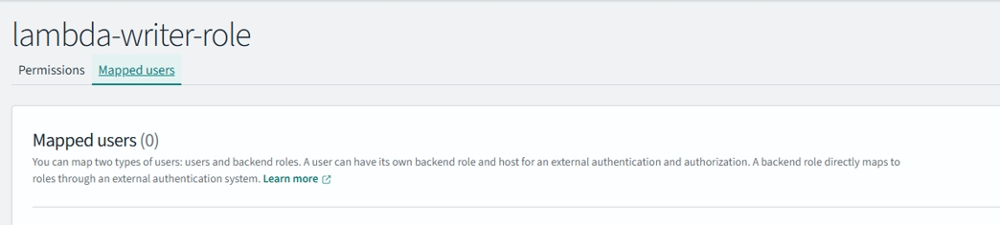 lambda-writer-role
Permissions Mapped users
Mapped users (0)
You can map two types of users: users and backend roles. A user can have its own backend role and host for an external authentication and authorization. A backend role directly maps to
roles through an external authentication system. Learn more